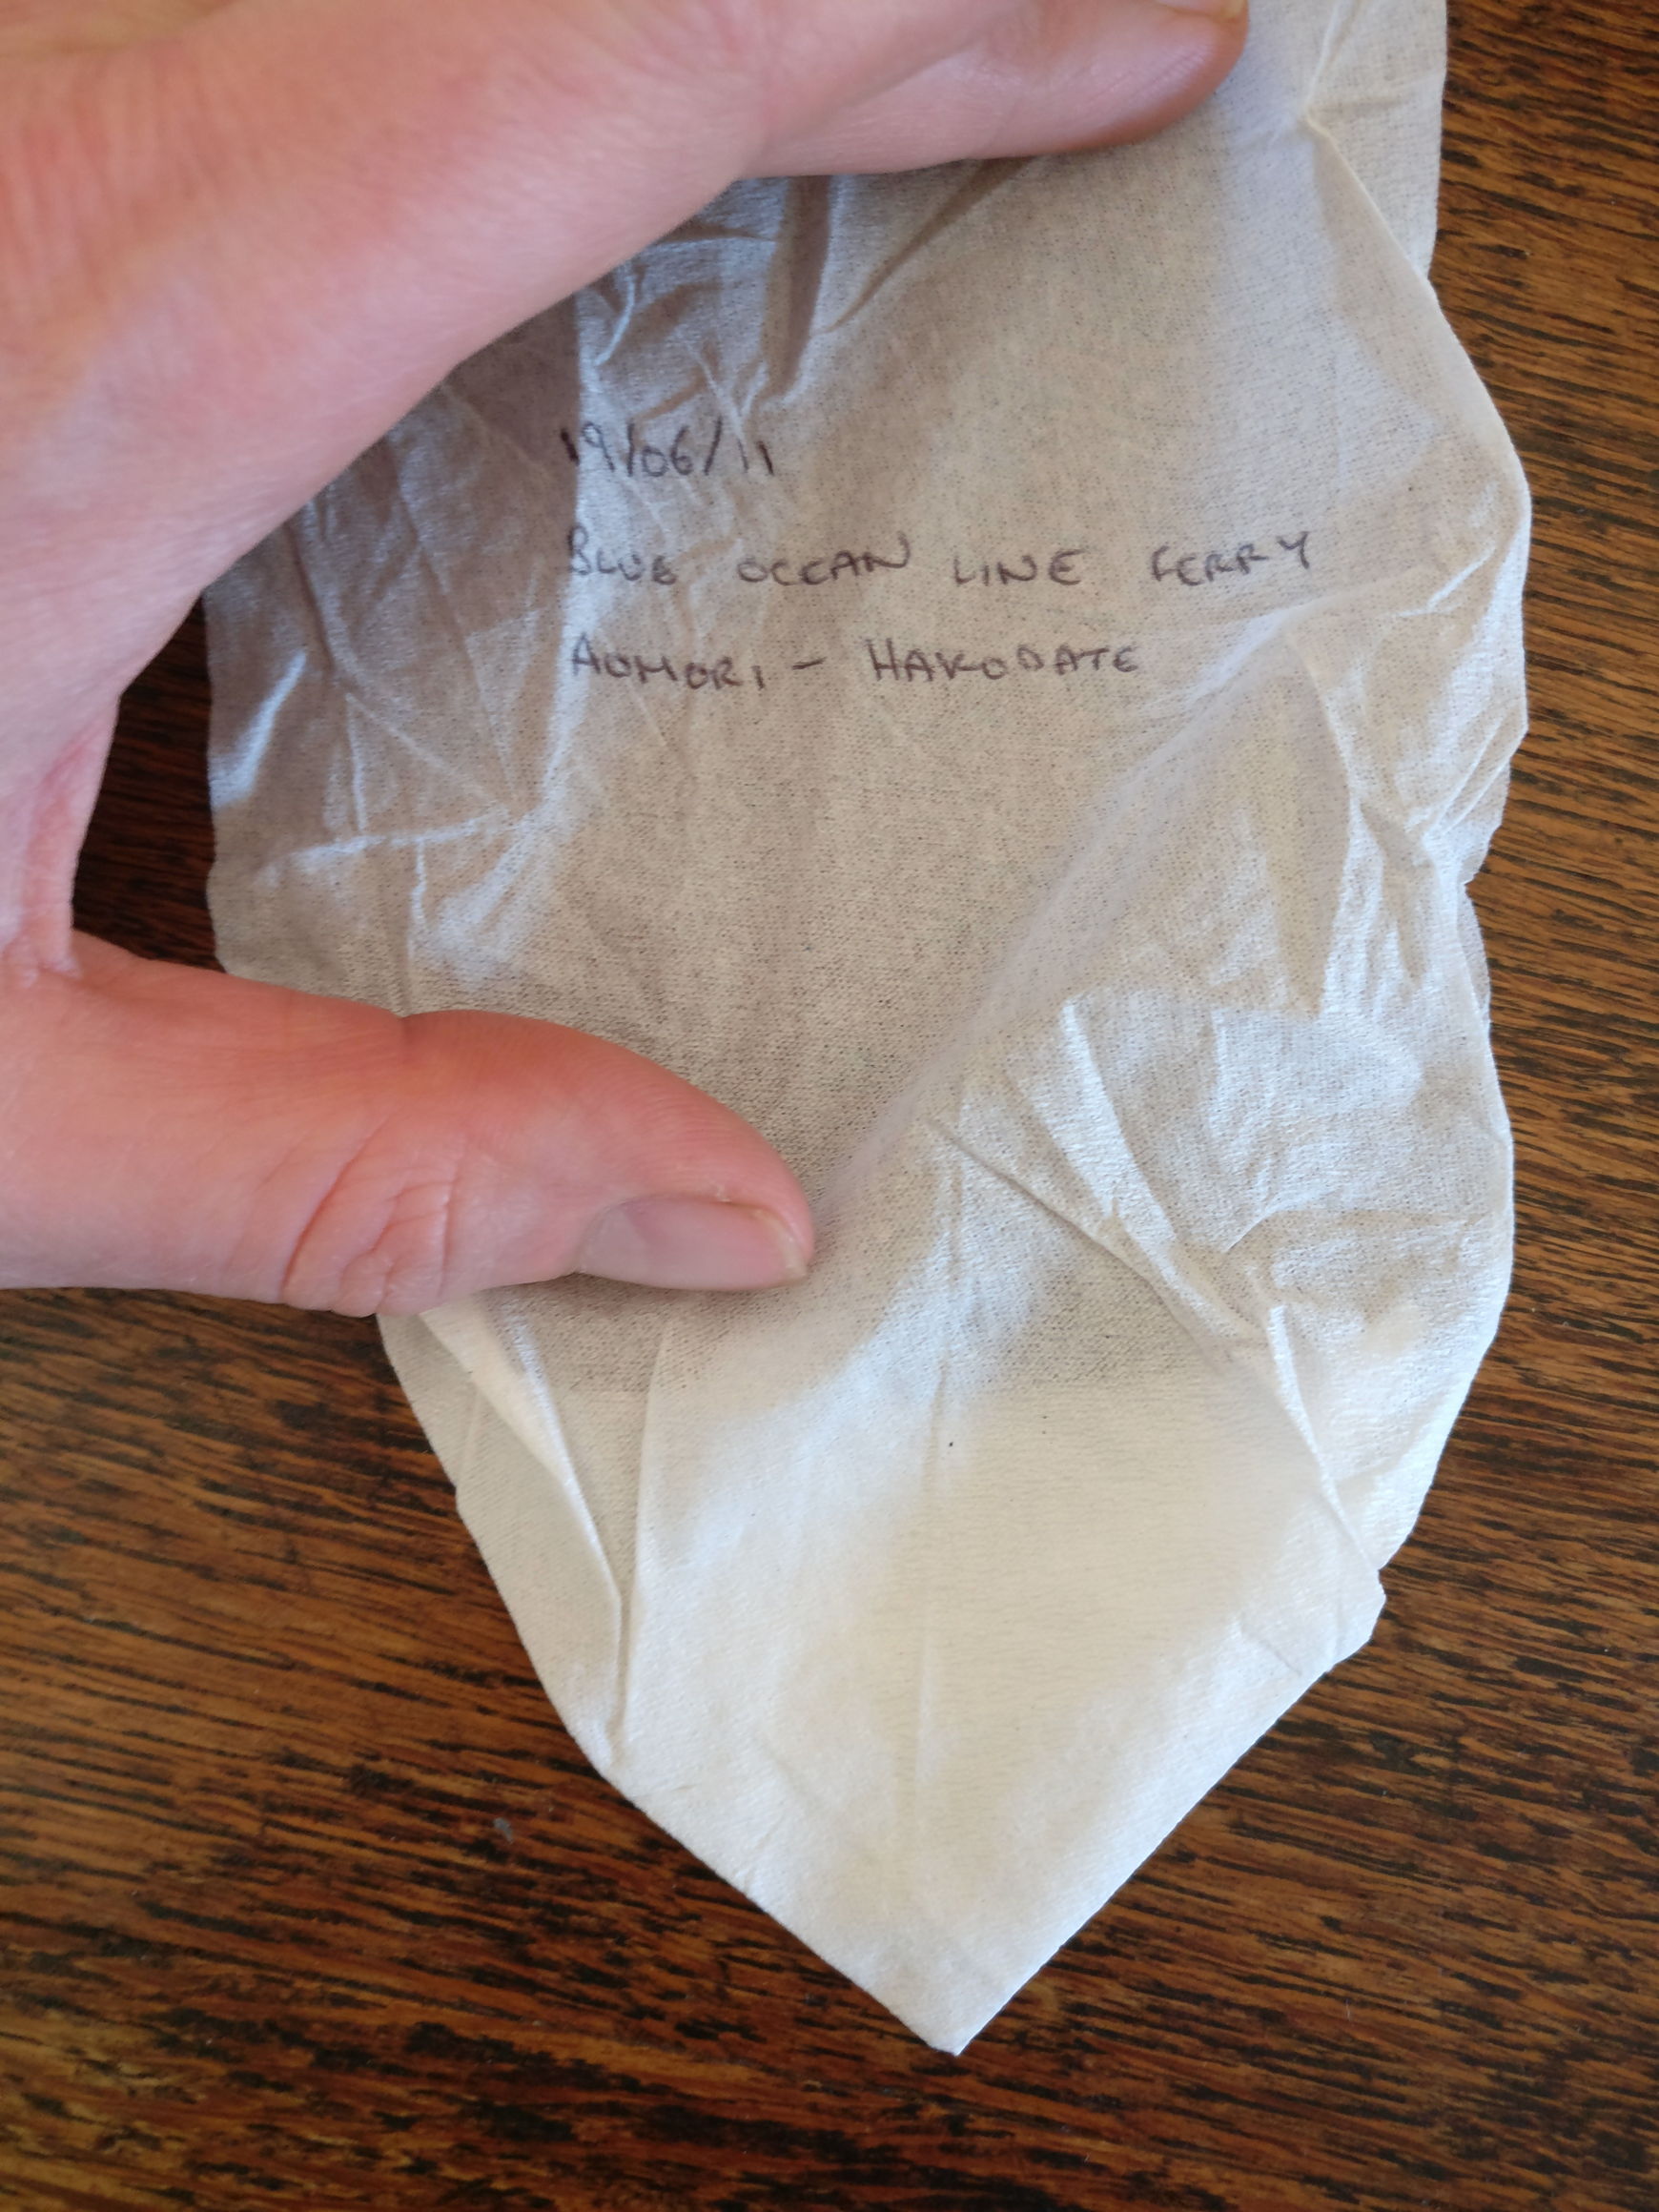 19/06/11
BLUE OCEAN LINE FERRY
AOMORI - HAKODATE